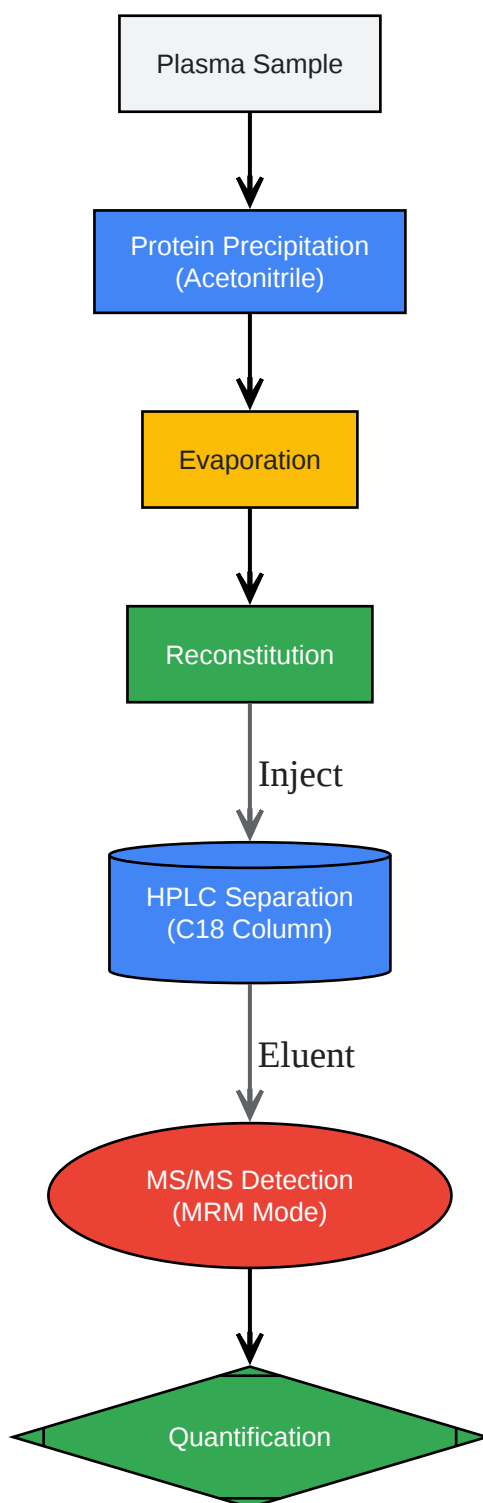 Plasma Sample
Protein Precipitation
(Acetonitrile)
Evaporation
Reconstitution
Inject
HPLC Separation
(C18 Column)
Eluent
MS/MS Detection
(MRM Mode)
Quantification